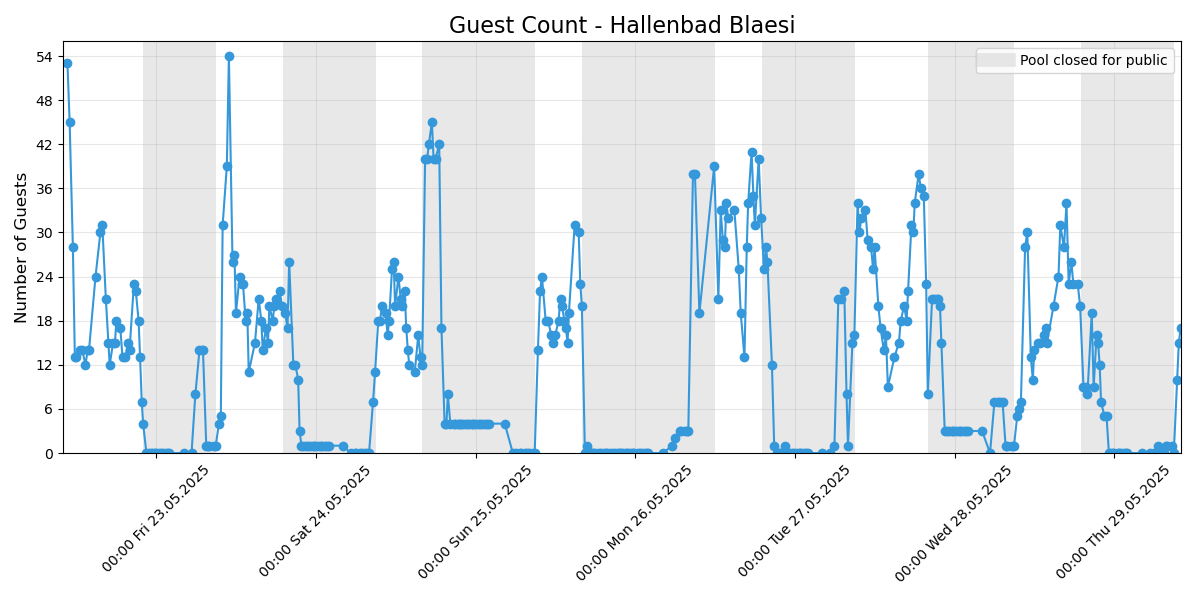 Guest Count - Hallenbad Blaesi
Pool closed for public
Number of Guests
54
48
42
36
30
24
18
12
6
0
00:00 Fri 23.05.2025
00:00 Sat 24.05.2025
00:00 Sun 25.05.2025
00:00 Mon 26.05.2025
00:00 Tue 27.05.2025
00:00 Wed 28.05.2025
00:00 Thu 29.05.2025